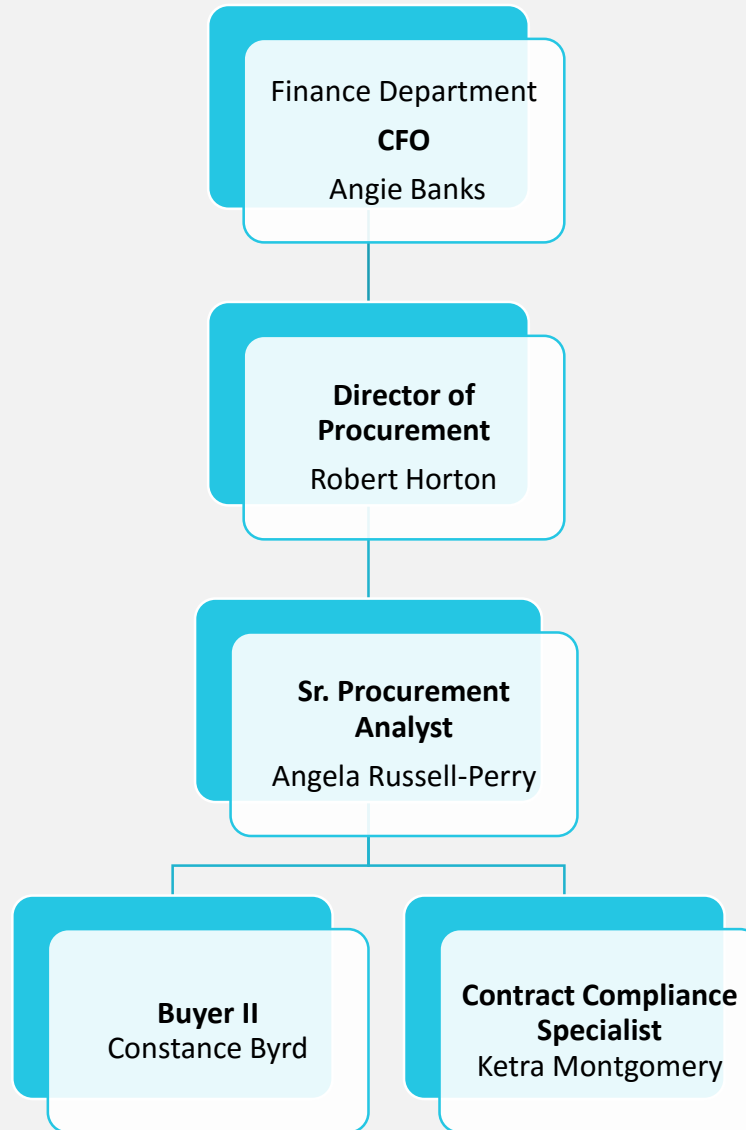 Finance Department
CFO
Angie Banks
Director of
Procurement
Robert Horton
Sr. Procurement
Analyst
Angela Russell-Perry
Buyer II
Constance Byrd
Contract Compliance
Specialist
Ketra Montgomery